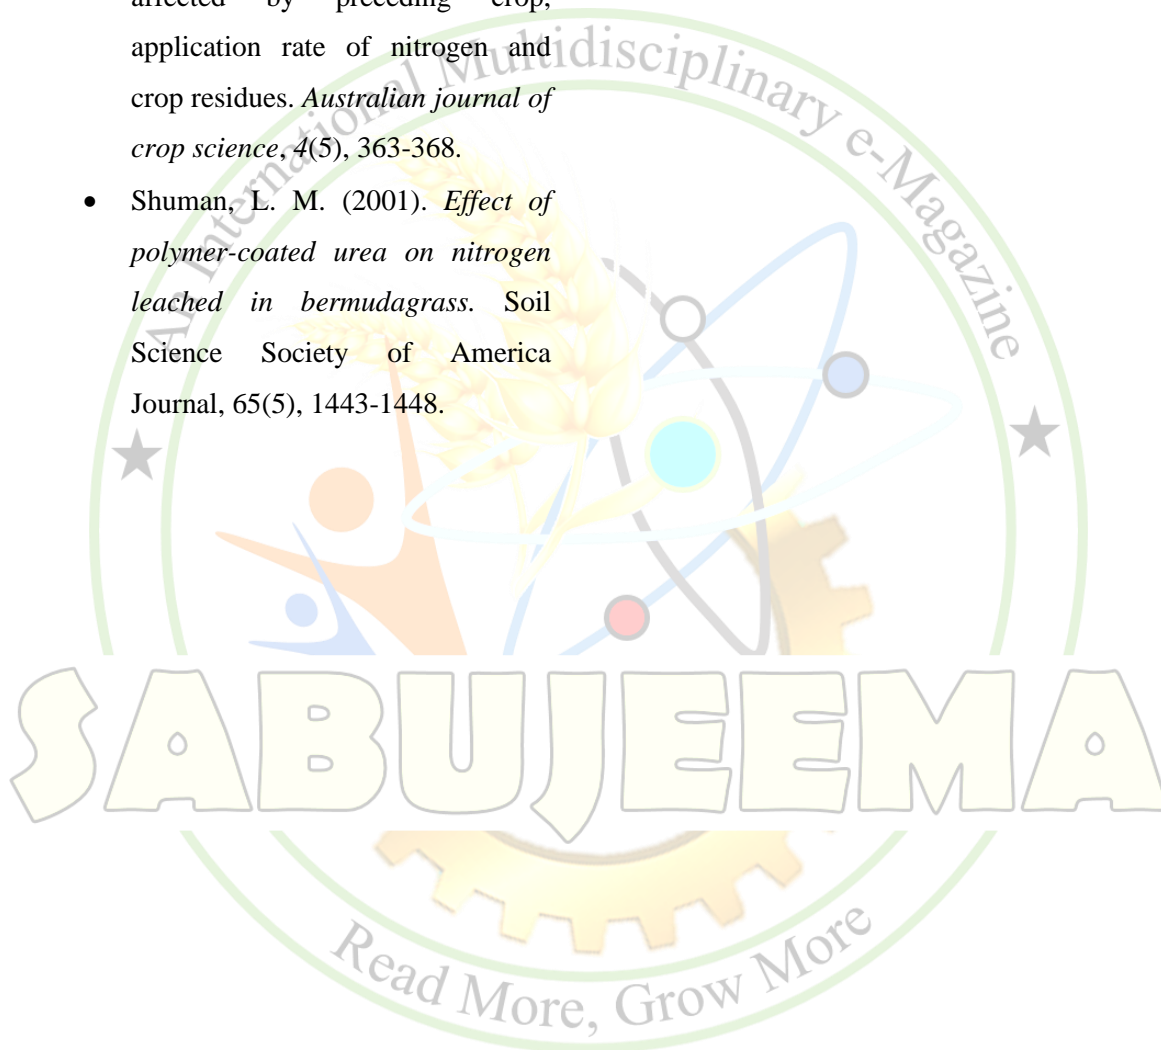 affected by preceding crop,
application rate of nitrogen and
crop residues. Australian journal of
crop science, 4(5), 363-368.
• Shuman, L. M. (2001). Effect of
polymer-coated urea on nitrogen
leached in bermudagrass. Soil
Science Society of America
Journal, 65(5), 1443-1448.
An International Multidisciplinary e-Magazine
SABUJEEMA
Read More, Grow More